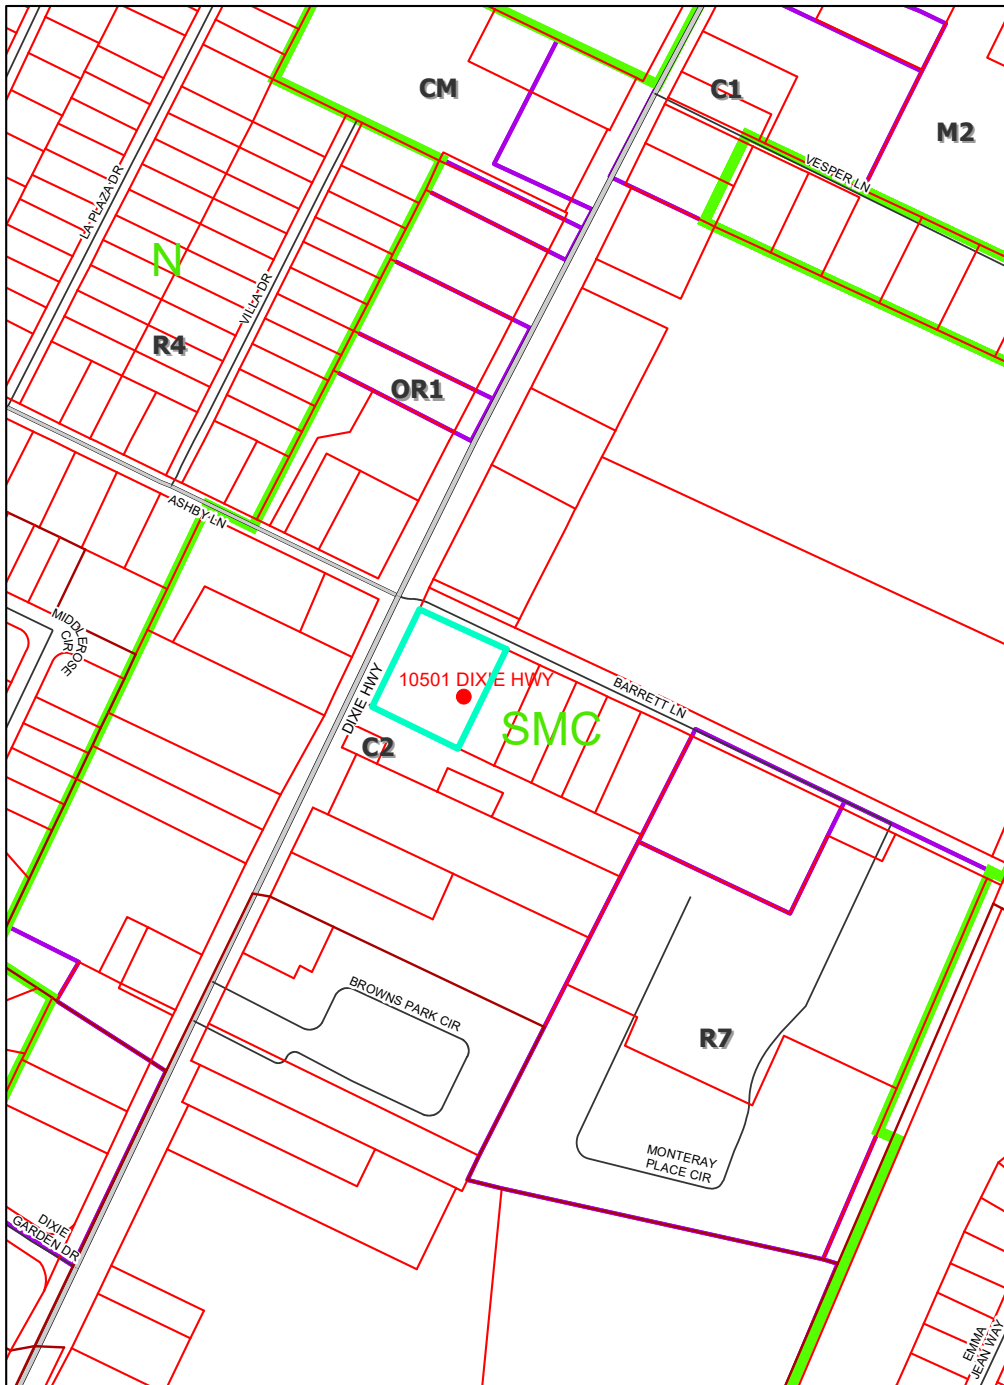 CM
C1
M2
VESPER LN
LA PLAZA DR
N
VILLA DR
R4
OR1
ASHBY LN
MIDDLEROSE
CIR
SE
10501 DIXIE HWY
DIXIE HWY
BARRETT LN
SMC
C2
BROWNS PARK CIR
R7
MONTERAY
PLACE CIR
DIXIE
GARDEN DR
EMMA
JEAN WAY